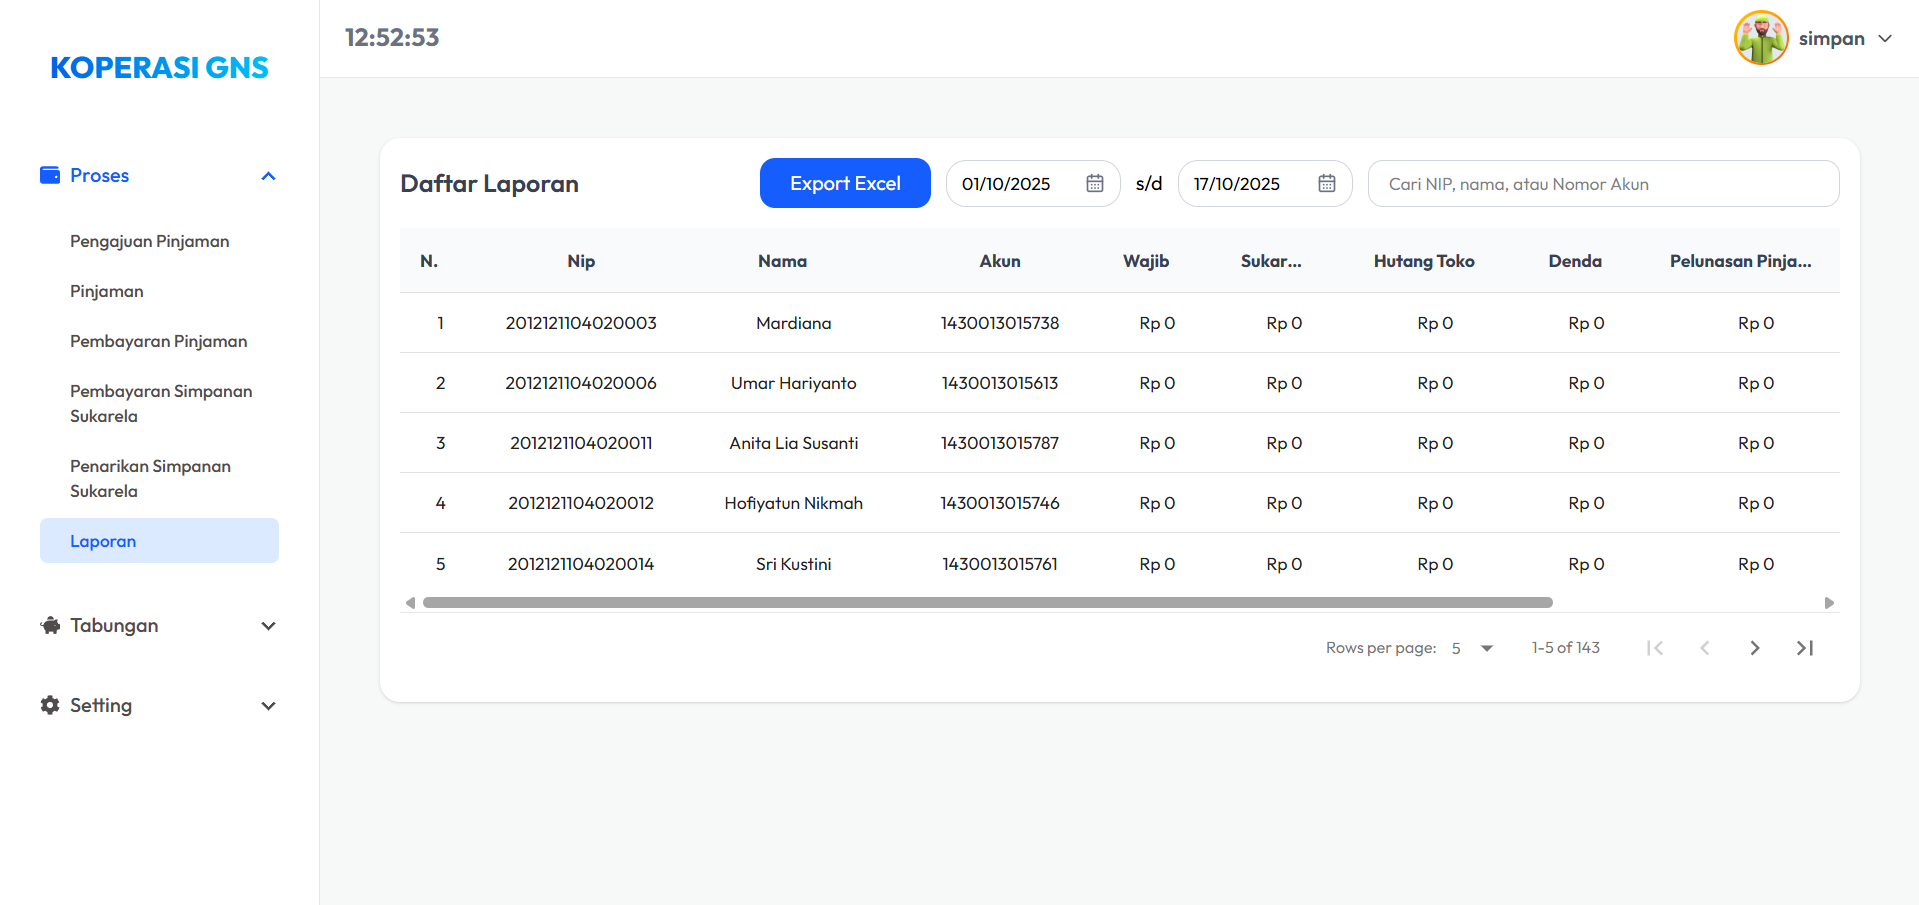 KOPERASI GNS
12:52:53
simpan
Proses
Pengajuan Pinjaman
Pinjaman
Pembayaran Pinjaman
Pembayaran Simpanan
Sukarela
Penarikan Simpanan
Sukarela
Laporan
Tabungan
Setting
Daftar Laporan
Export Excel
01/10/2025
s/d
17/10/2025
Cari NIP, nama, atau Nomor Akun
N. Nip Nama Akun Wajib Sukar... Hutang Toko Denda Pelunasan Pinja...
1 2012121104020003 Mardiana 1430013015738 Rp 0 Rp 0 Rp 0 Rp 0 Rp 0
2 2012121104020006 Umar Hariyanto 1430013015613 Rp 0 Rp 0 Rp 0 Rp 0 Rp 0
3 2012121104020011 Anita Lia Susanti 1430013015787 Rp 0 Rp 0 Rp 0 Rp 0 Rp 0
4 2012121104020012 Hofiyatun Nikmah 1430013015746 Rp 0 Rp 0 Rp 0 Rp 0 Rp 0
5 2012121104020014 Sri Kustini 1430013015761 Rp 0 Rp 0 Rp 0 Rp 0 Rp 0
Rows per page: 5 1-5 of 143